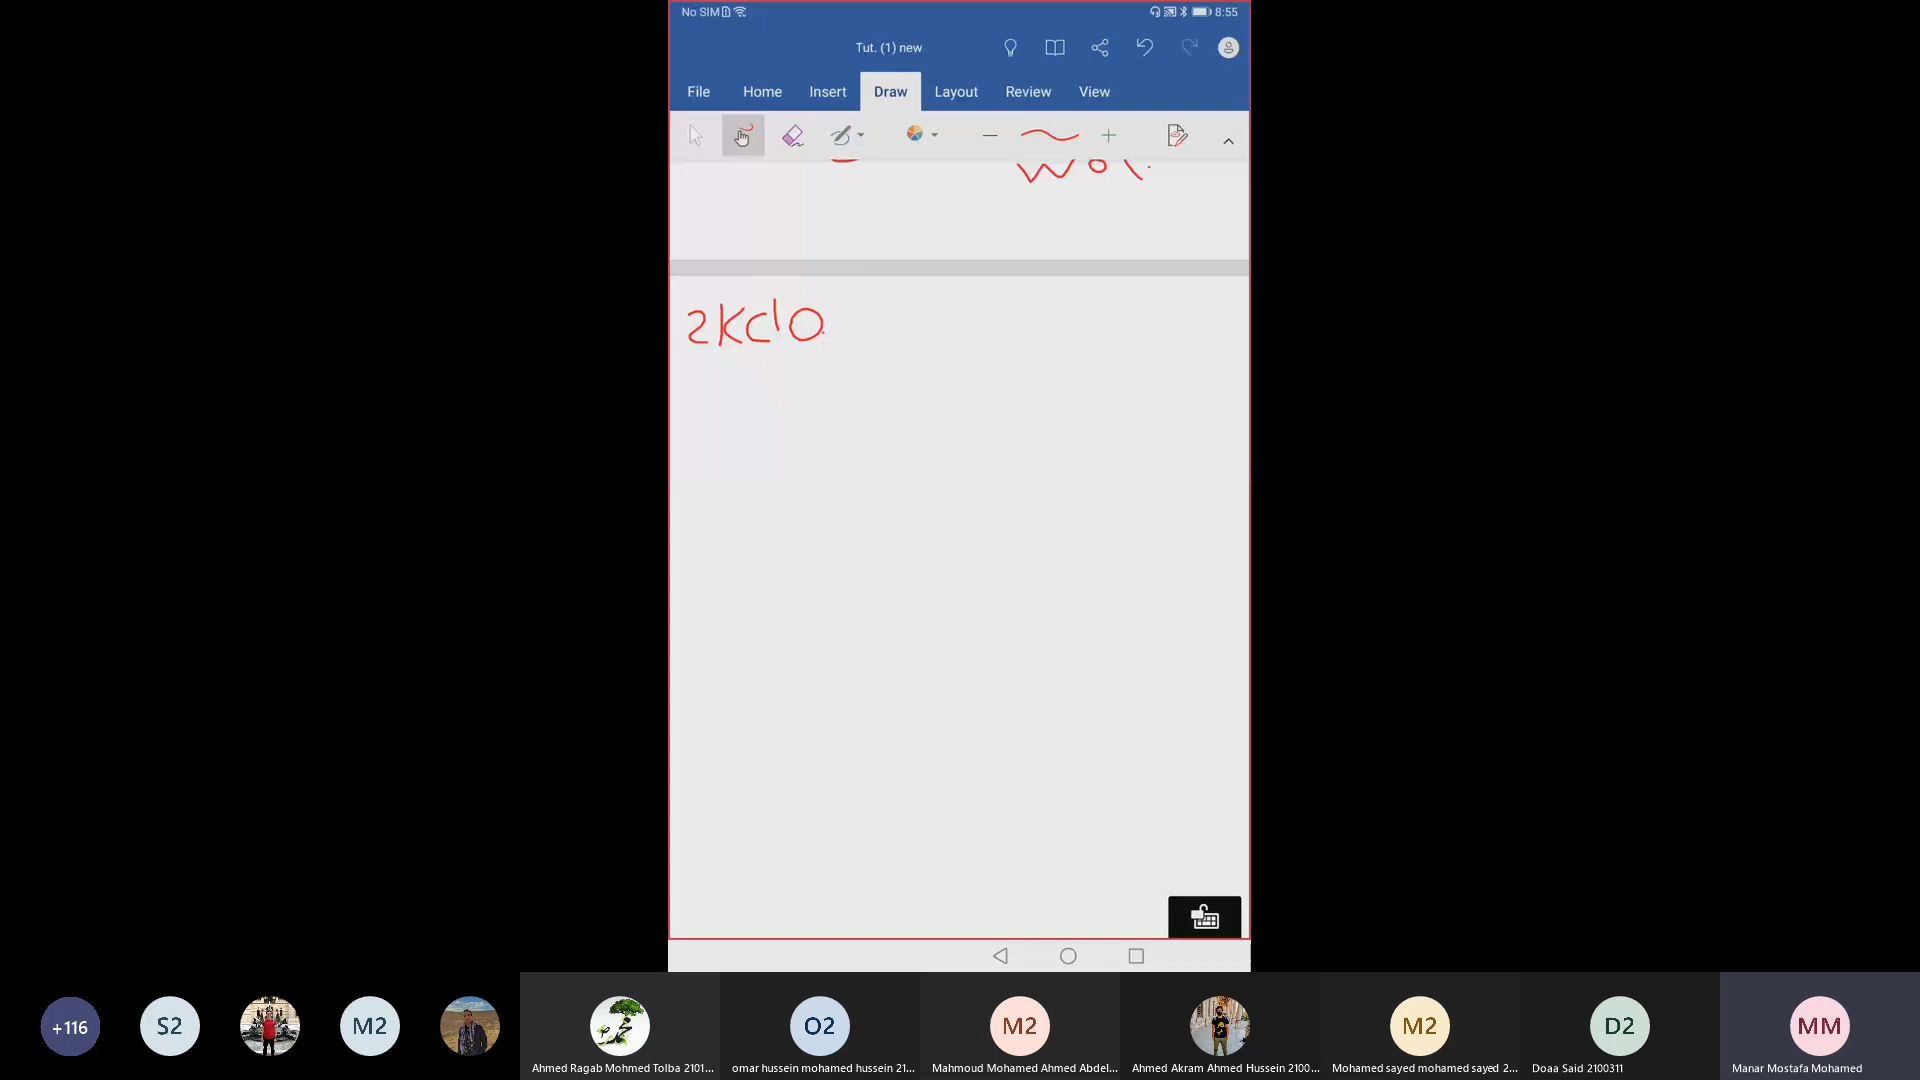 No SIM 8:55
Tut. (1) new
File Home Insert Draw Layout Review View
2KClO
+116 S2 M2 O2 M2 M2 D2 MM
Ahmed Ragab Mohmed Tolba 2101... omar hussein mohamed hussein 21... Mahmoud Mohamed Ahmed Abdel... Ahmed Akram Ahmed Hussein 2100... Mohamed sayed mohamed sayed 2... Doaa Said 2100311 Manar Mostafa Mohamed